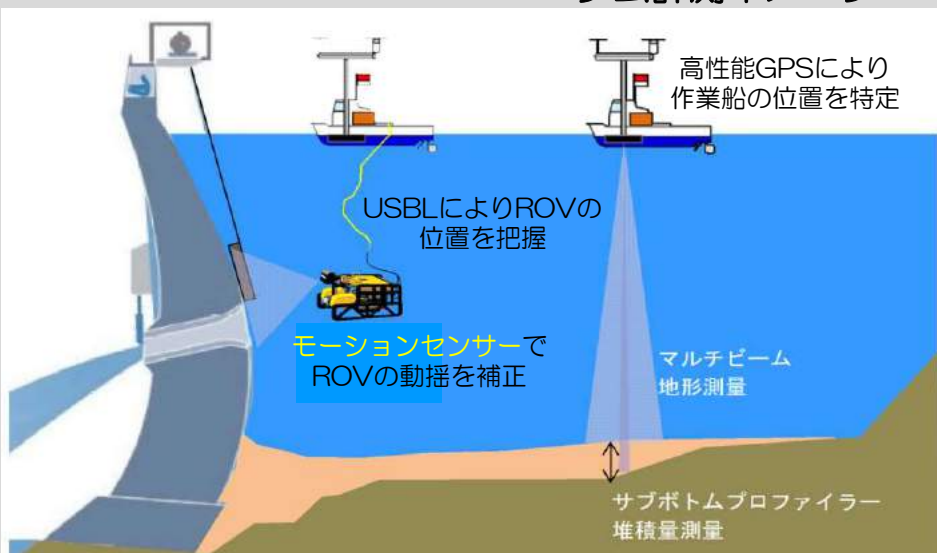 高性能GPSにより
作業船の位置を特定
USBLによりROVの
位置を把握
モーションセンサーで
ROVの動揺を補正
マルチビーム
地形測量
サブボトムプロファイラー
堆積量測量